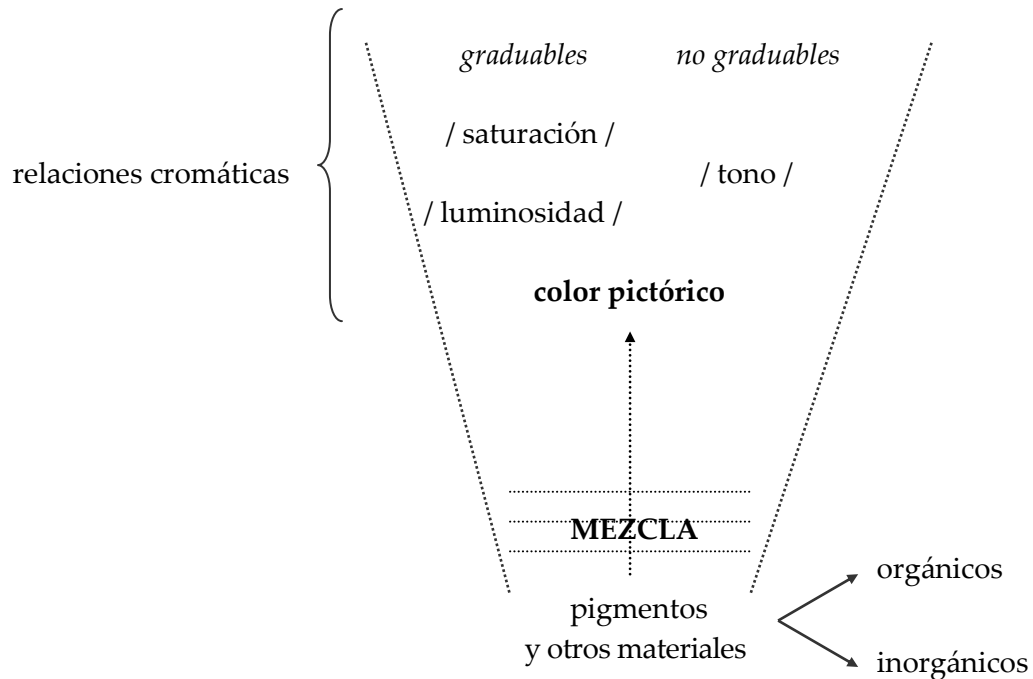 graduables no graduables
/ saturación /
relaciones cromáticas / tono /
/ luminosidad /
color pictórico
MEZCLA
orgánicos
pigmentos
y otros materiales
inorgánicos